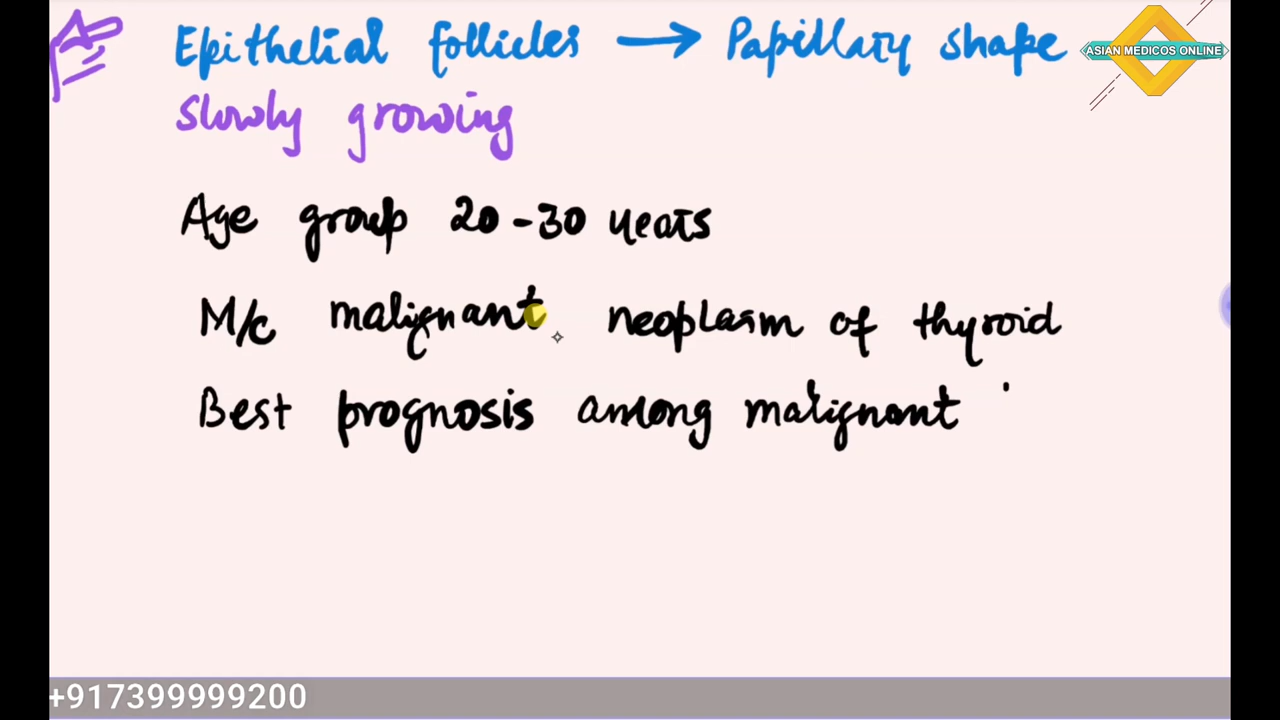 Epithelial follicles → Papillary shape
ASIAN MEDICOS ONLINE
slowly growing
Age group 20-30 years
M/c malignant neoplasm of thyroid
Best prognosis among malignant
+917399999200